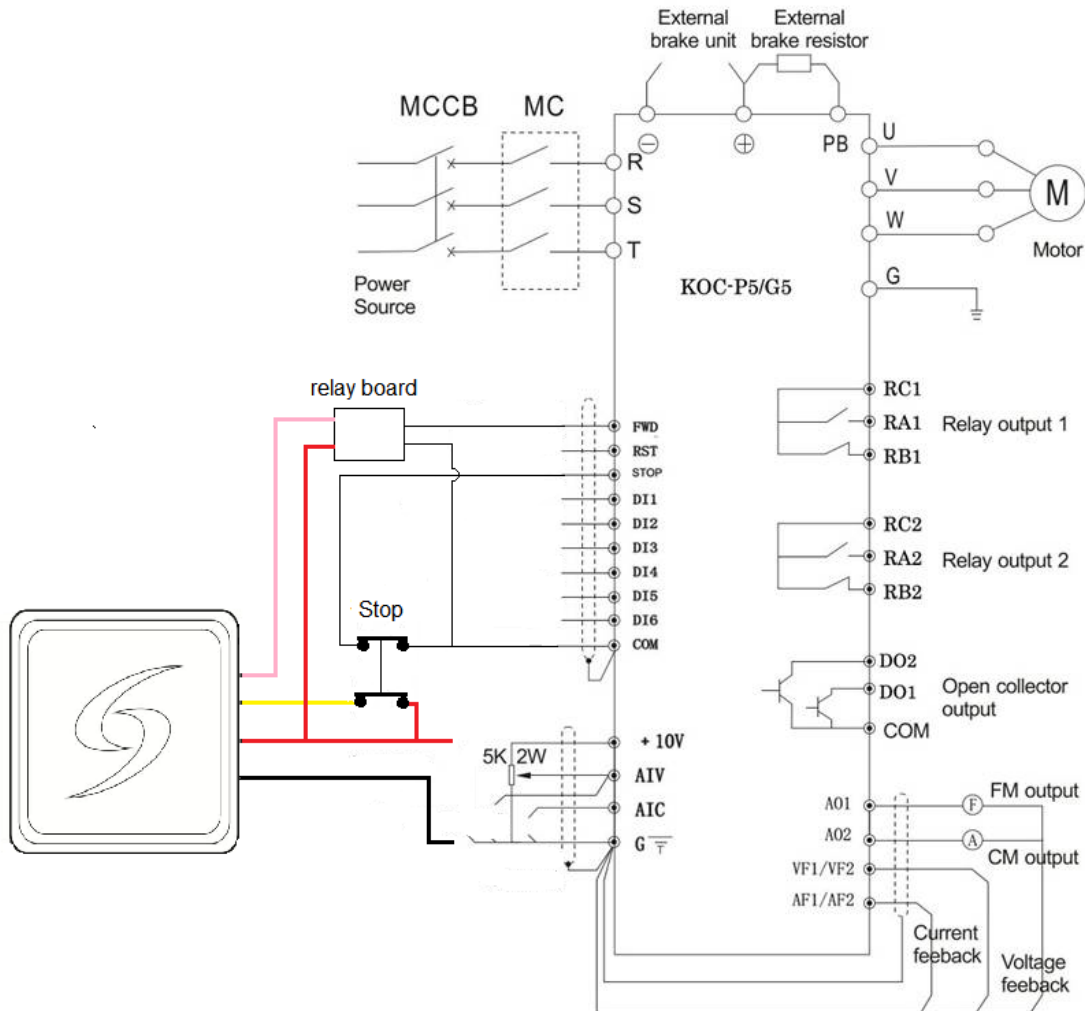 External
brake unit
External
brake resistor
MCCB
MC
R
S
T
Power
Source
PB
U
V
W
M
Motor
G
KOC-P5/G5
relay board
FWD
RST
STOP
DI1
DI2
DI3
DI4
DI5
DI6
COM
Stop
RC1
RA1
RB1
Relay output 1
RC2
RA2
RB2
Relay output 2
DO2
DO1
COM
Open collector
output
+10V
5K 2W
AIV
AIC
G
AO1
F
FM output
AO2
A
CM output
VF1/VF2
AF1/AF2
Current
feeback
Voltage
feeback